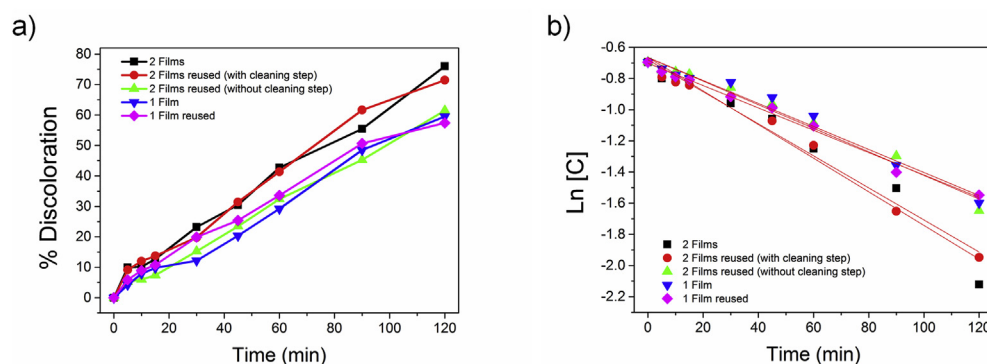 a)
% Discoloration
80
70
60
50
40
30
20
10
0
2 Films
2 Films reused (with cleaning step)
2 Films reused (without cleaning step)
1 Film
1 Film reused
0 20 40 60 80 100 120
Time (min)
b)
Ln [C]
-0.6
-0.8
-1.0
-1.2
-1.4
-1.6
-1.8
-2.0
-2.2
2 Films
2 Films reused (with cleaning step)
2 Films reused (without cleaning step)
1 Film
1 Film reused
0 20 40 60 80 100 120
Time (min)